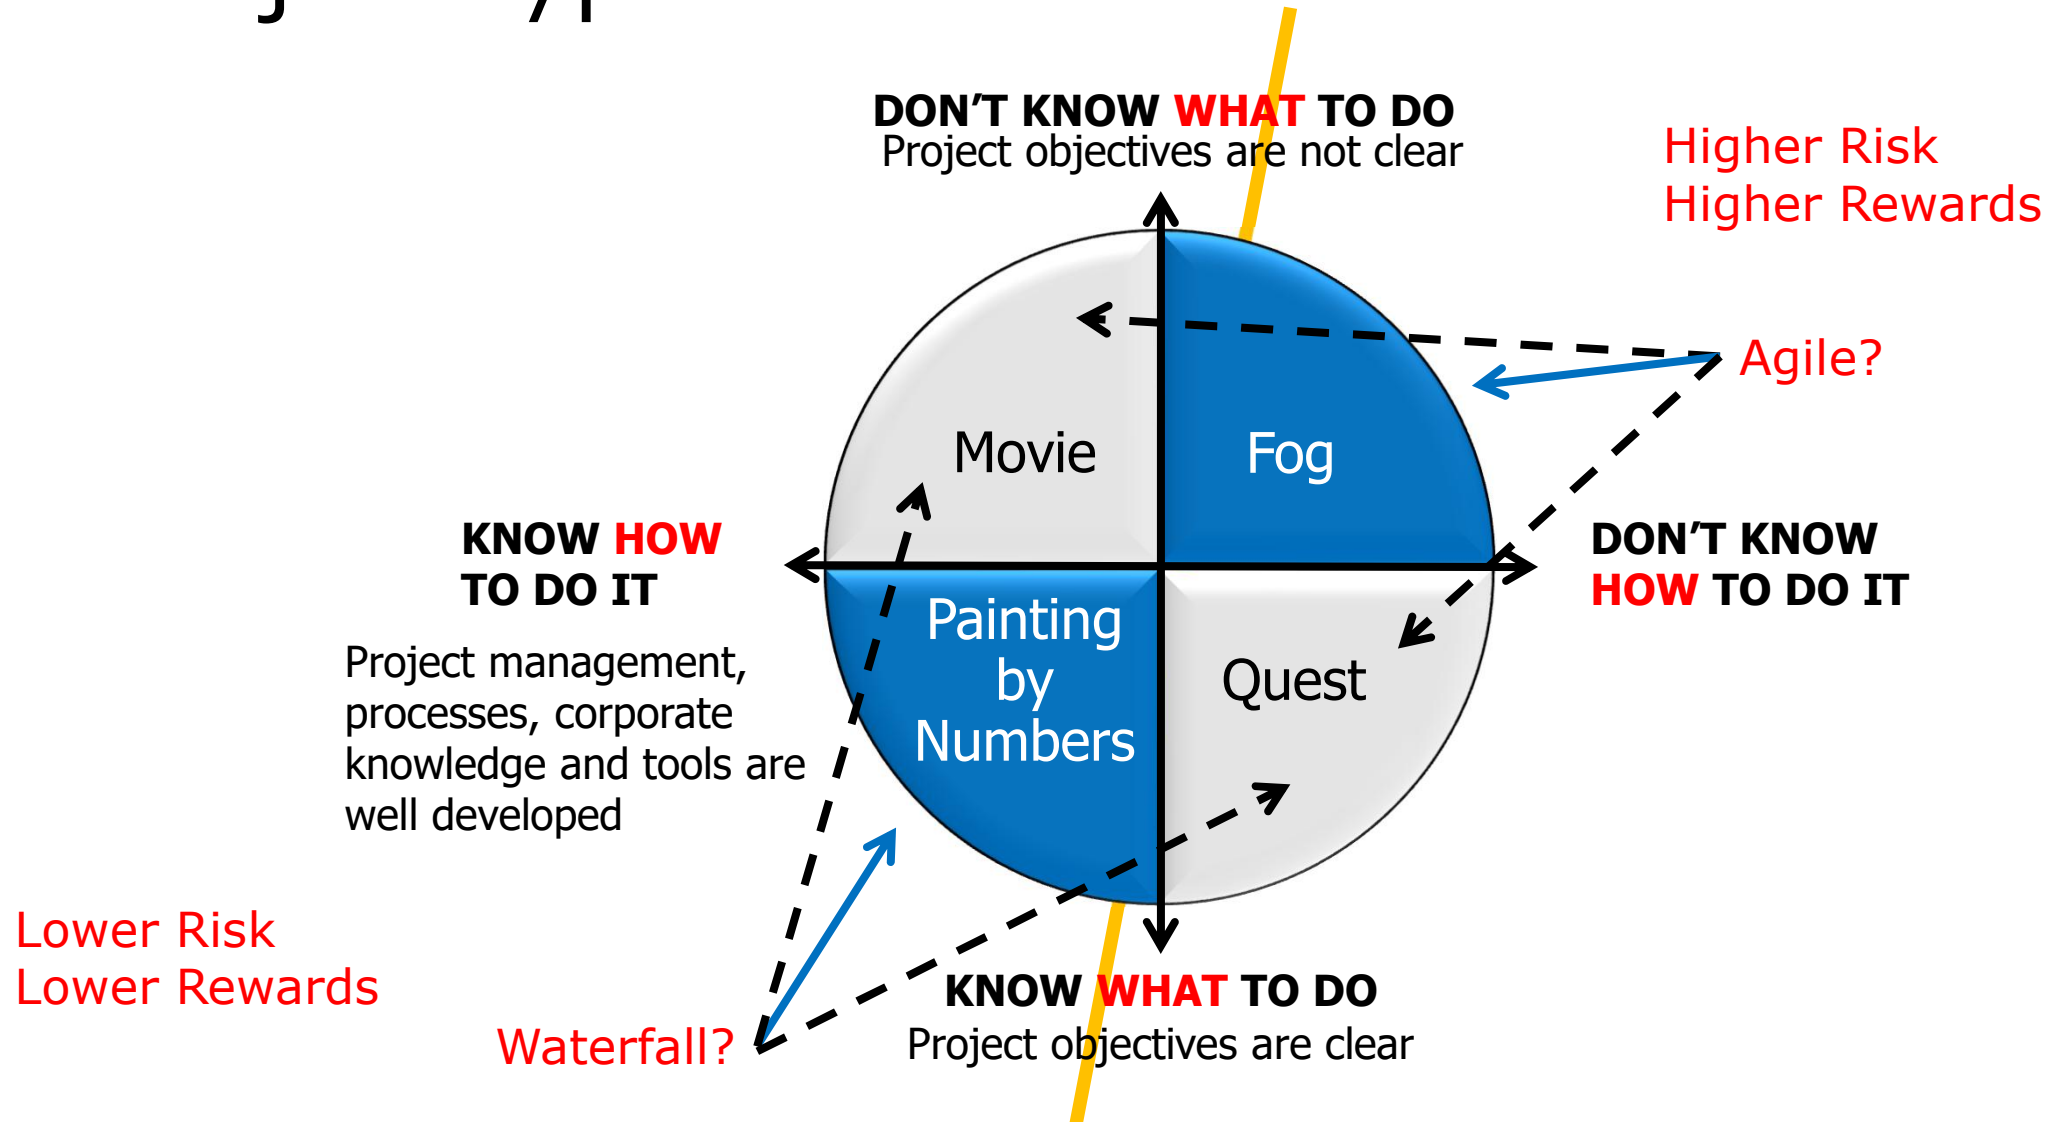 DON’T KNOW WHAT TO DO
Project objectives are not clear
Higher Risk
Higher Rewards
Agile?
Movie
Fog
KNOW HOW
TO DO IT
DON’T KNOW
HOW TO DO IT
Project management,
processes, corporate
knowledge and tools are
well developed
Painting
by
Numbers
Quest
Lower Risk
Lower Rewards
Waterfall?
KNOW WHAT TO DO
Project objectives are clear